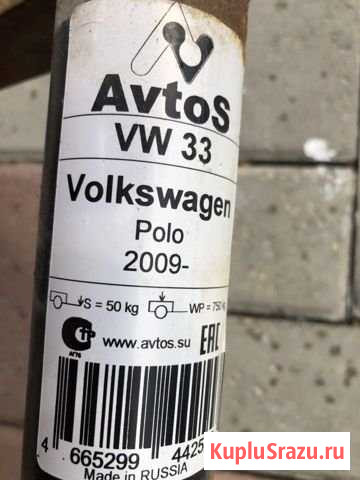 AvtoS
VW 33
Volkswagen
Polo
2009-
S = 50 kg WP = 750 kg
www.avtos.su EAC
4 665299 4425
Made in RUSSIA
KupluSrazu.ru